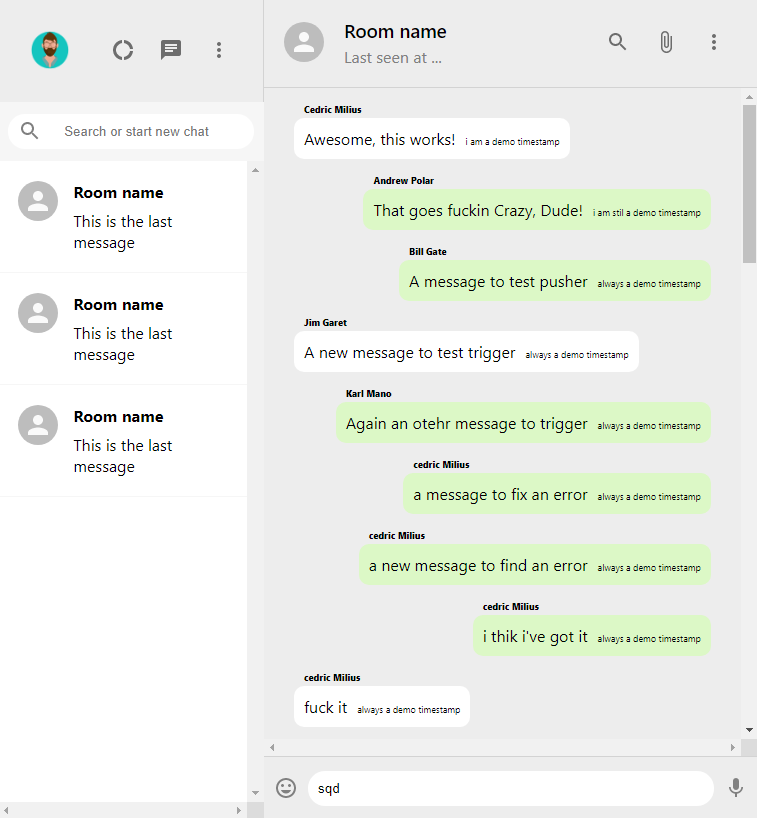 Search or start new chat
Room name
This is the last
message
Room name
This is the last
message
Room name
This is the last
message
Room name
Last seen at ...
Cedric Milius
Awesome, this works! i am a demo timestamp
Andrew Polar
That goes fuckin Crazy, Dude! i am stil a demo timestamp
Bill Gate
A message to test pusher always a demo timestamp
Jim Garet
A new message to test trigger always a demo timestamp
Karl Mano
Again an otehr message to trigger always a demo timestamp
cedric Milius
a message to fix an error always a demo timestamp
cedric Milius
a new message to find an error always a demo timestamp
cedric Milius
i thik i've got it always a demo timestamp
cedric Milius
fuck it always a demo timestamp
sqd